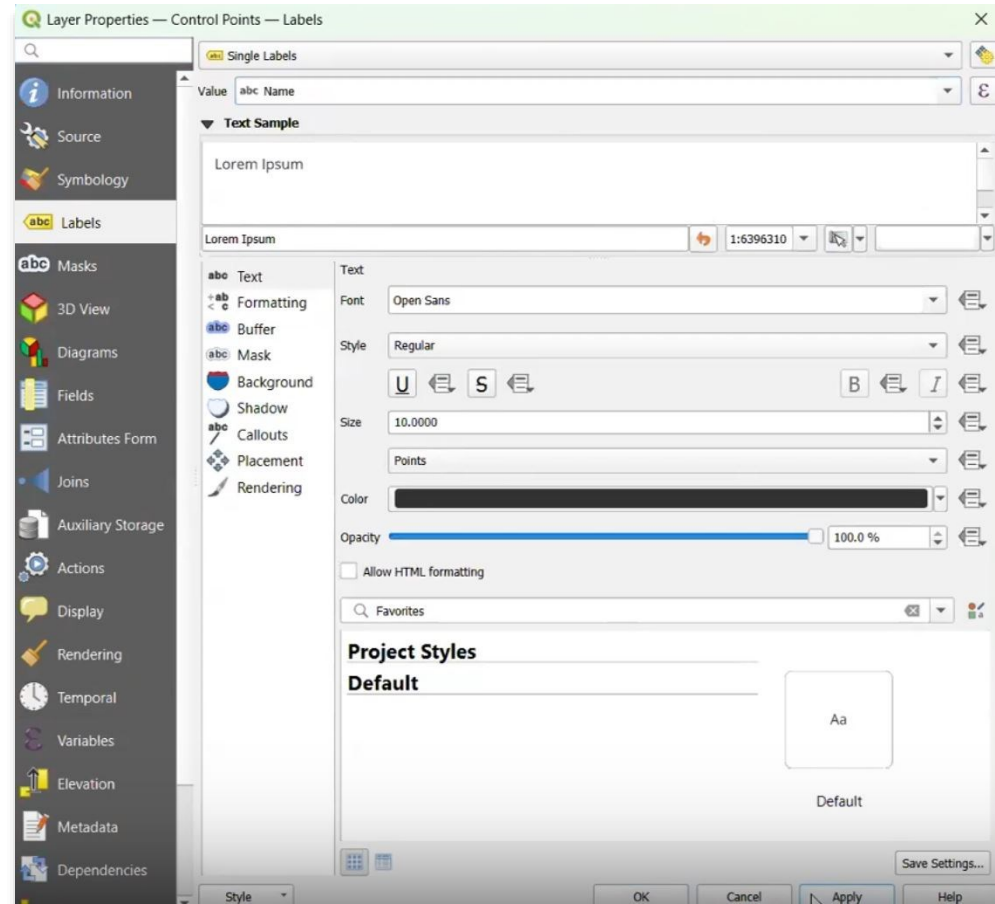 Layer Properties — Control Points — Labels
abc Single Labels
Value abc Name
Text Sample
Lorem Ipsum
Lorem Ipsum
1:6396310
Information
Source
Symbology
abc Labels
abc Masks
3D View
Diagrams
Fields
Attributes Form
Joins
Auxiliary Storage
Actions
Display
Rendering
Temporal
Variables
Elevation
Metadata
Dependencies
abc Text
+ab < c Formatting
abc Buffer
abc Mask
Background
Shadow
abc Callouts
Placement
Rendering
Text
Font Open Sans
Style Regular
U S B I
Size 10.0000
Points
Color
Opacity 100.0 %
Allow HTML formatting
Favorites
Project Styles
Default
Aa
Default
Save Settings...
Style OK Cancel Apply Help